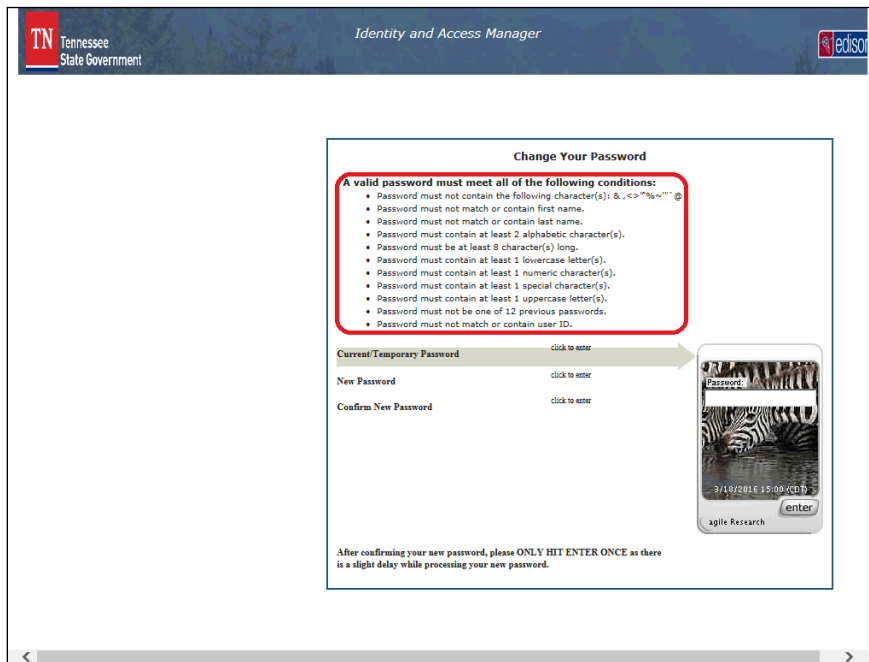 TN Tennessee
State Government
Identity and Access Manager
edison
Change Your Password
A valid password must meet all of the following conditions:
• Password must not contain the following character(s): & ,<>"%~'"`@
• Password must not match or contain first name.
• Password must not match or contain last name.
• Password must contain at least 2 alphabetic character(s).
• Password must be at least 8 character(s) long.
• Password must contain at least 1 lowercase letter(s).
• Password must contain at least 1 numeric character(s).
• Password must contain at least 1 special character(s).
• Password must contain at least 1 uppercase letter(s).
• Password must not be one of 12 previous passwords.
• Password must not match or contain user ID.
Current/Temporary Password click to enter
New Password click to enter
Confirm New Password click to enter
Password:
3/18/2016 15:00 (CDT)
enter
agile Research
After confirming your new password, please ONLY HIT ENTER ONCE as there
is a slight delay while processing your new password.